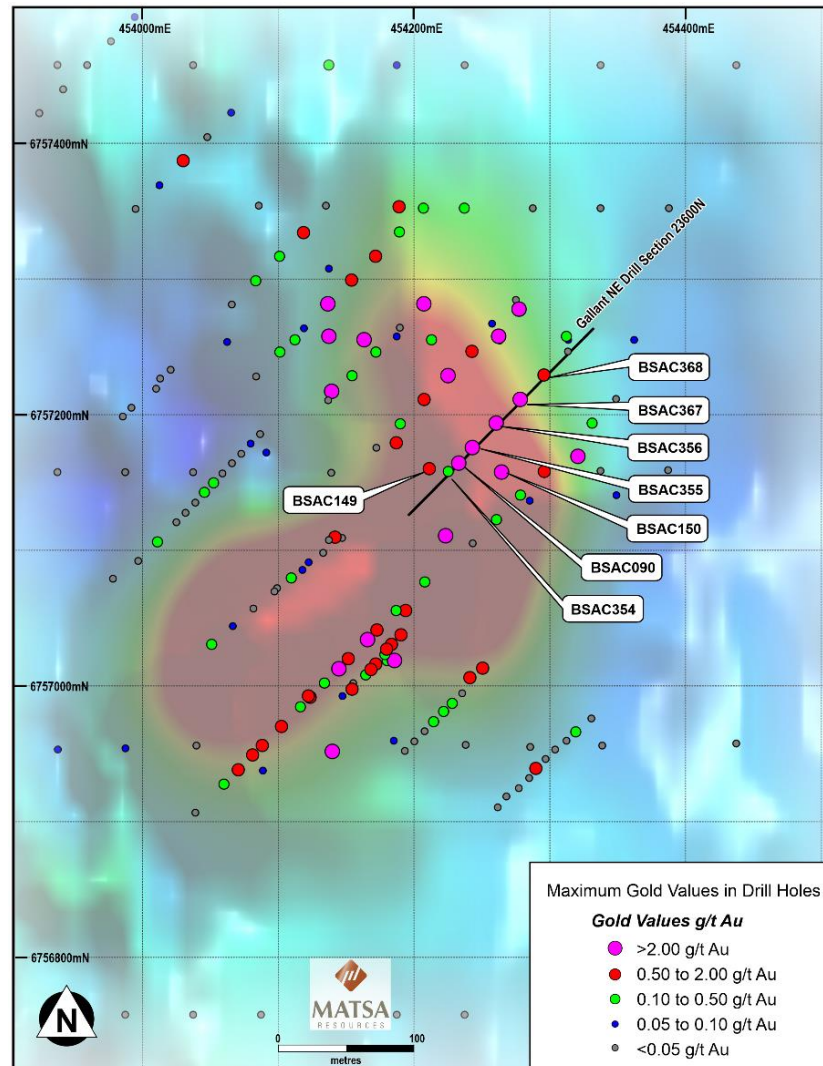 454000mE
454200mE
454400mE
6757400mN
Gallant NE Drill Section 23600N
BSAC368
BSAC367
6757200mN
BSAC356
BSAC355
BSAC149
BSAC150
BSAC090
BSAC354
6757000mN
Maximum Gold Values in Drill Holes
Gold Values g/t Au
>2.00 g/t Au
0.50 to 2.00 g/t Au
0.10 to 0.50 g/t Au
0.05 to 0.10 g/t Au
<0.05 g/t Au
6756800mN
MATSA
RESOURCES
N
0 100
metres